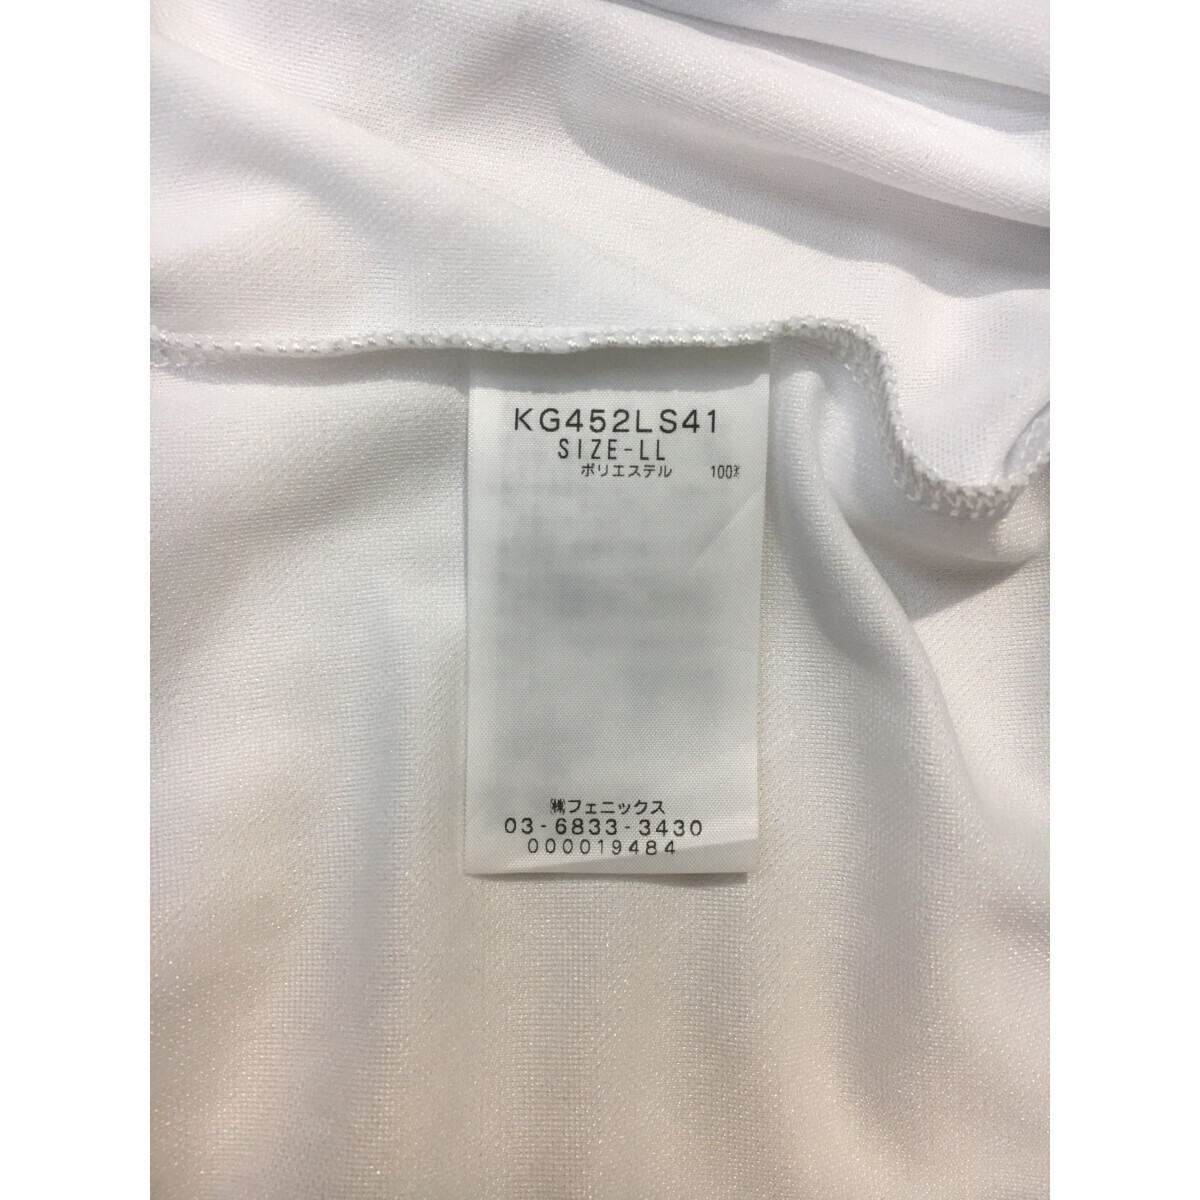 KG452LS41
SIZE-LL
ポリエステル 100%
㈱フェニックス
03-6833-3430
000019484